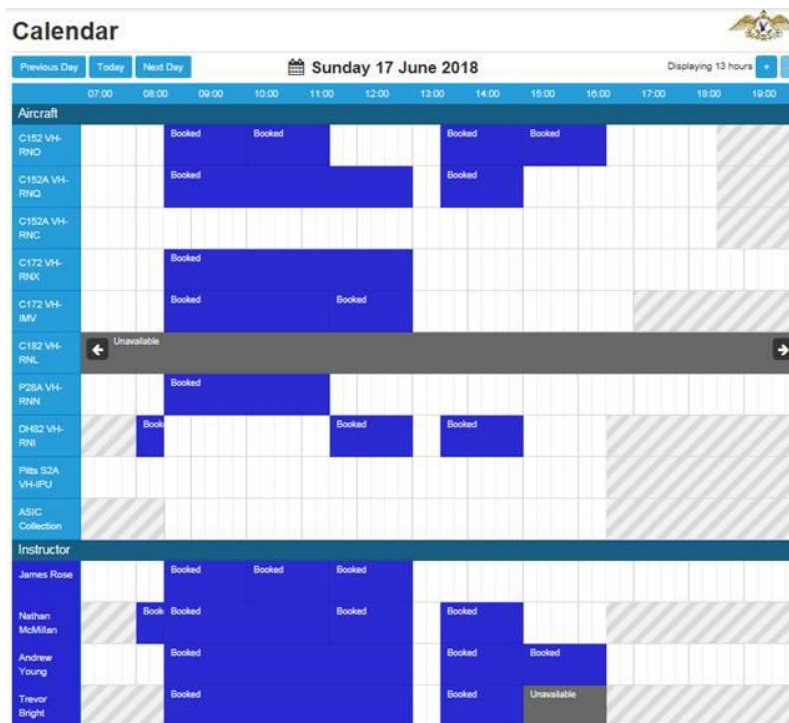 Calendar
Previous Day Today Next Day Sunday 17 June 2018 Displaying 13 hours +
07:00 08:00 09:00 10:00 11:00 12:00 13:00 14:00 15:00 16:00 17:00 18:00 19:00
Aircraft
C152 VH-
RNO
Booked Booked Booked Booked
C152A VH-
RNQ
Booked Booked
C152A VH-
RNC
C172 VH-
RNX
Booked
C172 VH-
IMV
Booked Booked
C182 VH-
RNL
Unavailable
P28A VH-
RNN
Booked
DH82 VH-
RNI
Book Booked Booked
Pitts S2A
VH-IPU
ASIC
Collection
Instructor
James Rose
Booked Booked Booked
Nathan
McMillan
Book Booked Booked Booked
Andrew
Young
Booked Booked Booked
Trevor
Bright
Booked Booked Unavailable